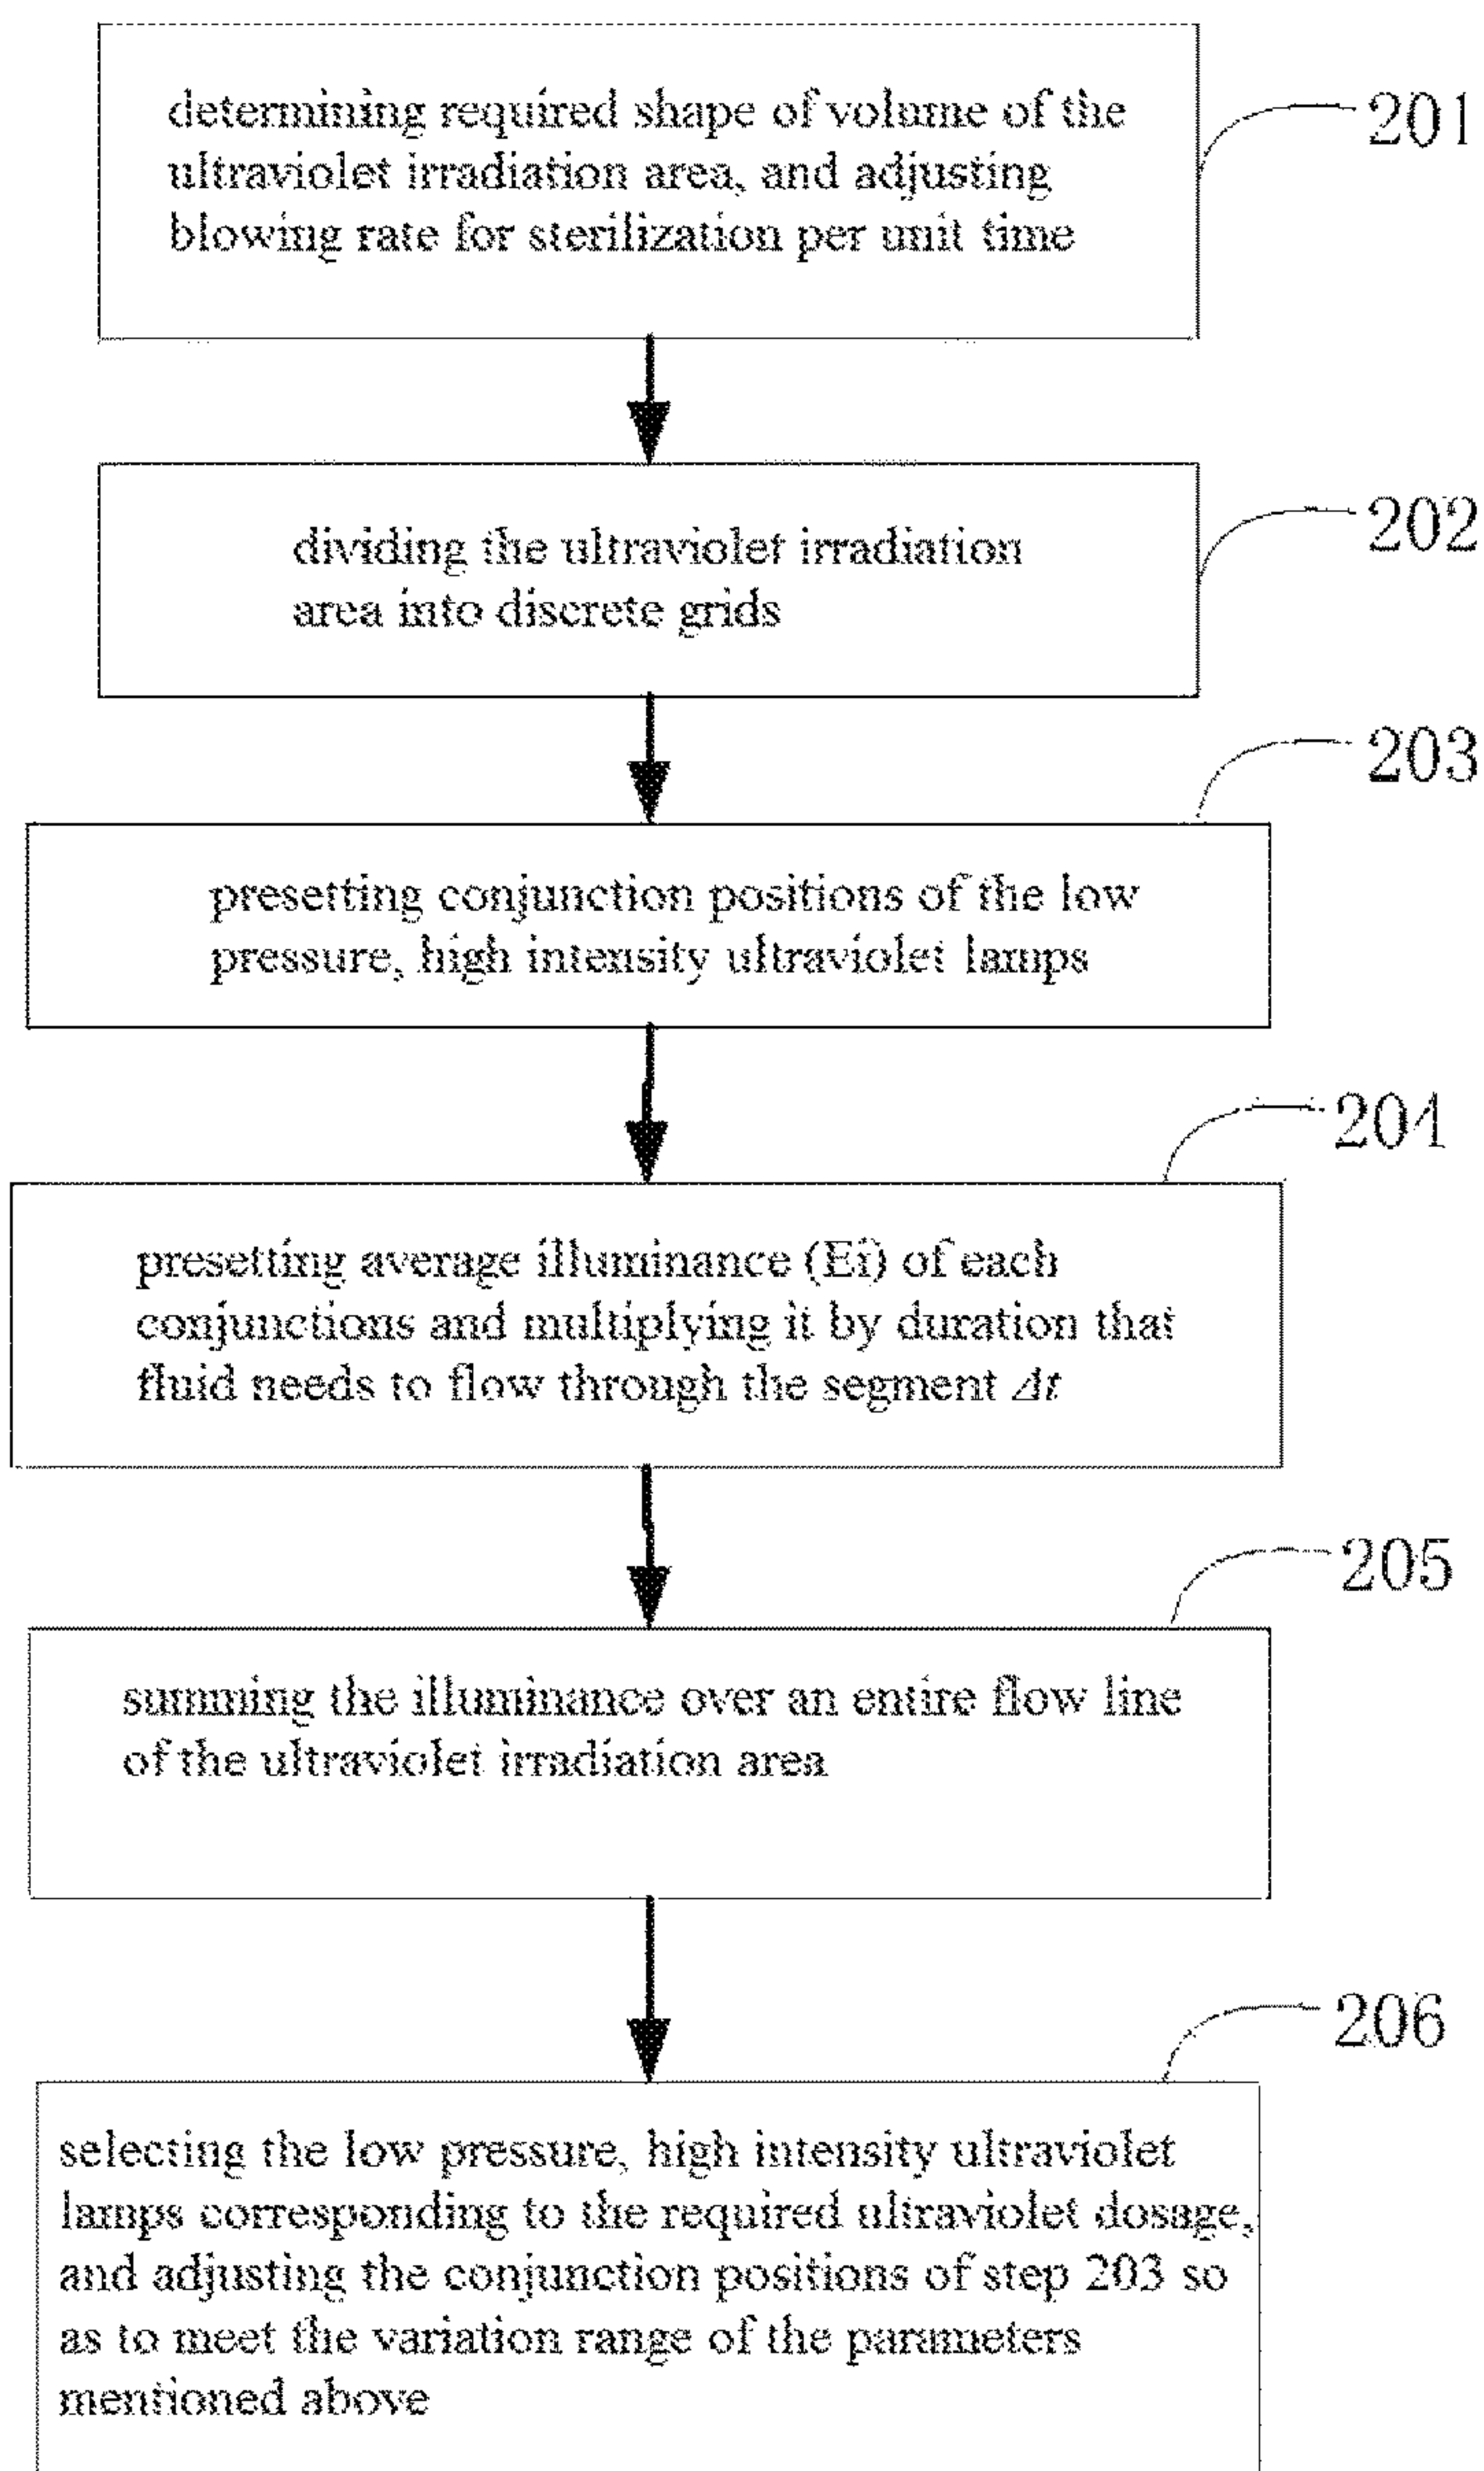 determining required shape of volume of the
ultraviolet irradiation area, and adjusting
blowing rate for sterilization per unit time
201
dividing the ultraviolet irradiation
area into discrete grids
202
203
presetting conjunction positions of the low
pressure, high intensity ultraviolet lamps
204
presetting average illuminance (Ei) of each
conjunctions and multiplying it by duration that
fluid needs to flow through the segment Δt
205
summing the illuminance over an entire flow line
of the ultraviolet irradiation area
206
selecting the low pressure, high intensity ultraviolet
lamps corresponding to the required ultraviolet dosage,
and adjusting the conjunction positions of step 203 so
as to meet the variation range of the parameters
mentioned above